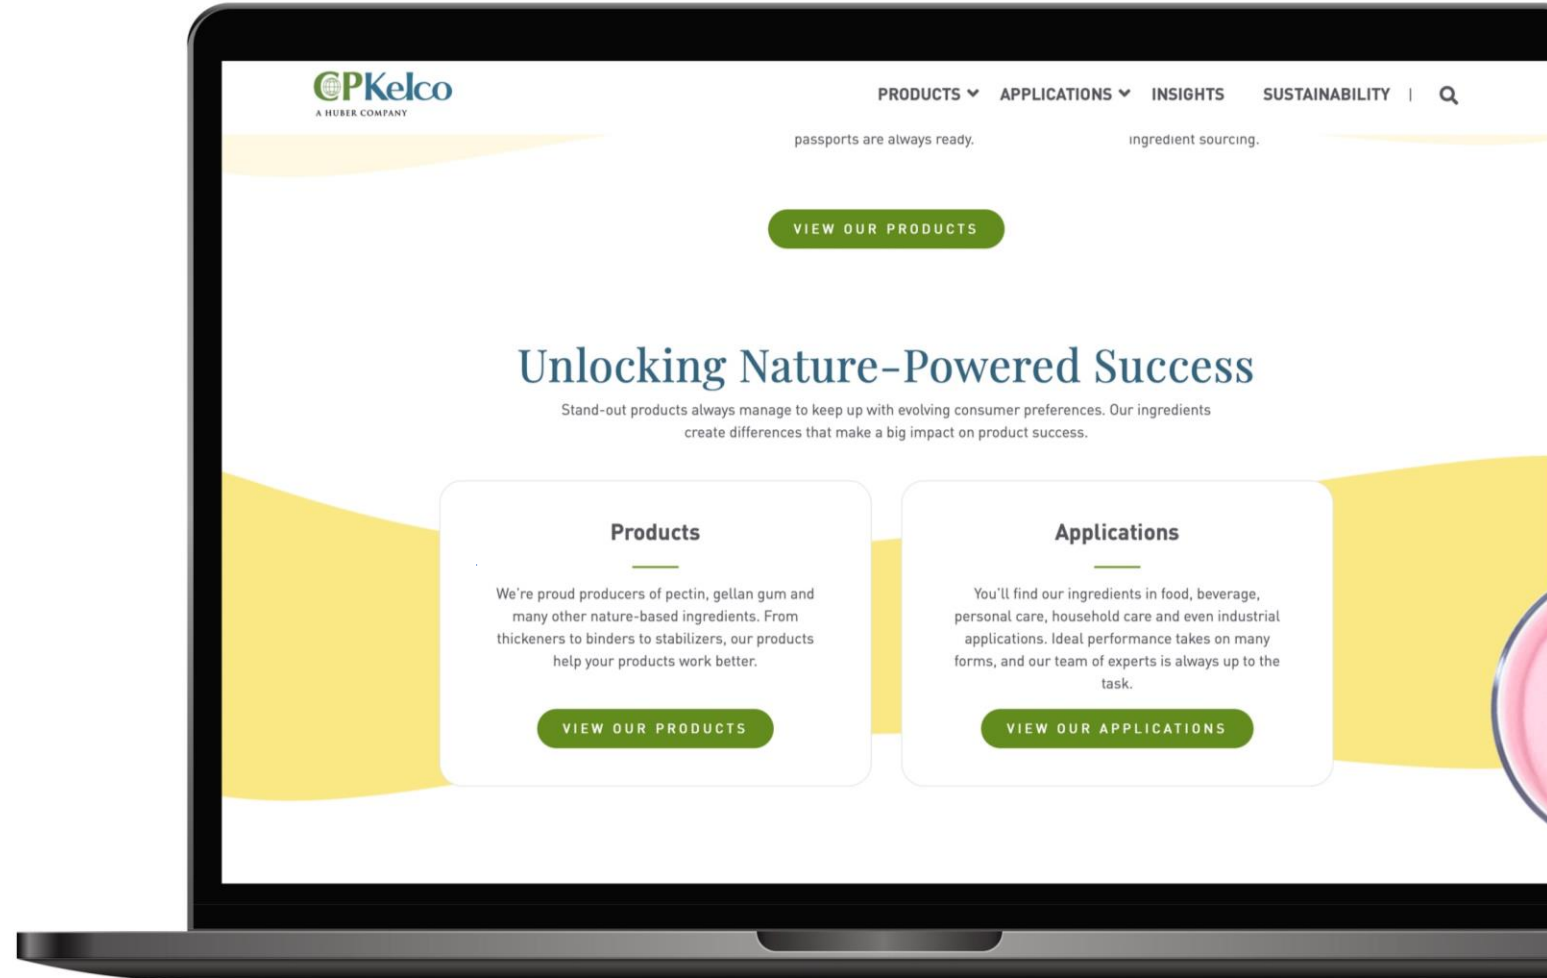 CPKelco
A HUBER COMPANY
PRODUCTS APPLICATIONS INSIGHTS SUSTAINABILITY |
passports are always ready.
ingredient sourcing.
VIEW OUR PRODUCTS
Unlocking Nature-Powered Success
Stand-out products always manage to keep up with evolving consumer preferences. Our ingredients
create differences that make a big impact on product success.
Products
We're proud producers of pectin, gellan gum and
many other nature-based ingredients. From
thickeners to binders to stabilizers, our products
help your products work better.
VIEW OUR PRODUCTS
Applications
You'll find our ingredients in food, beverage,
personal care, household care and even industrial
applications. Ideal performance takes on many
forms, and our team of experts is always up to the
task.
VIEW OUR APPLICATIONS